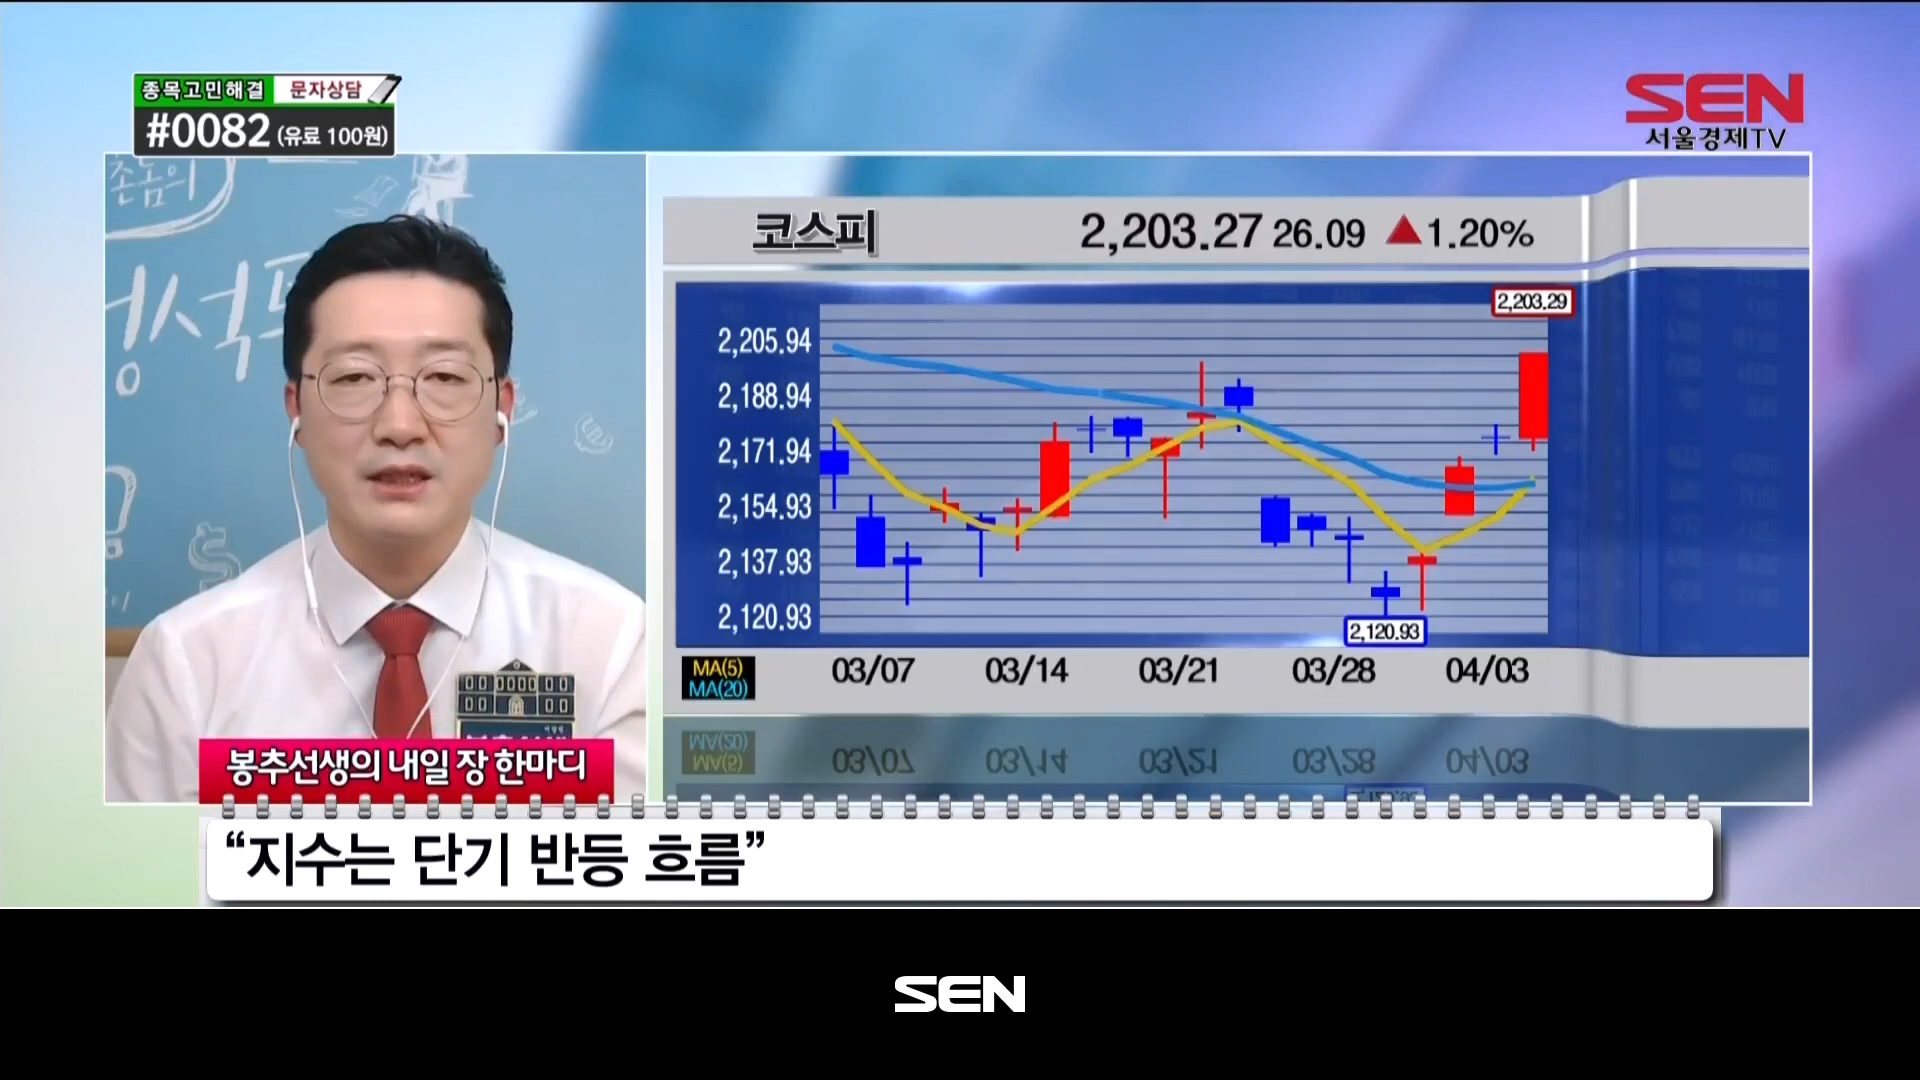 종목고민해결 문자상담
#0082 (유료 100원)
SEN
서울경제TV
존놈의
코스피 2,203.27 26.09 ▲1.20%
2,203.29
2,205.94
2,188.94
2,171.94
2,154.93
2,137.93
2,120.93
2,120.93
MA(5)
MA(20)
03/07 03/14 03/21 03/28 04/03
봉추선생의 내일 장 한마디
“지수는 단기 반등 흐름”
SEN